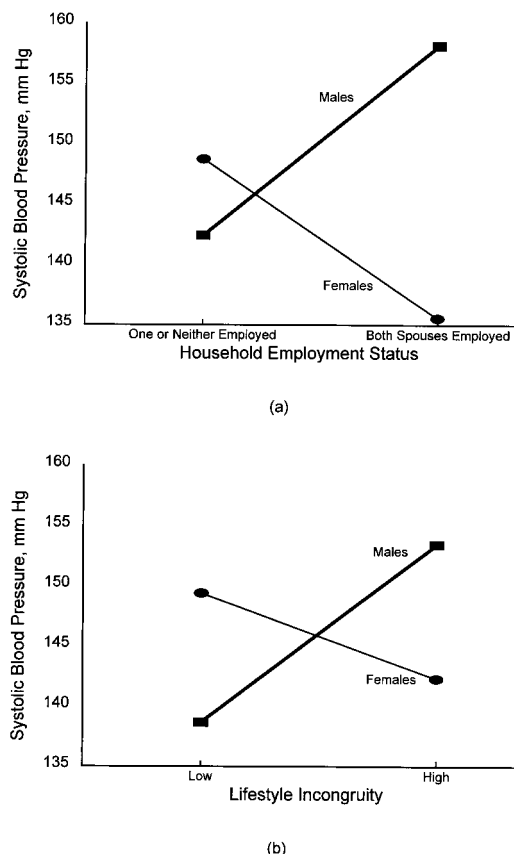 160
155
150
145
140
135
Systolic Blood Pressure, mm Hg
Males
Females
One or Neither Employed
Both Spouses Employed
Household Employment Status
(a)
160
155
150
145
140
135
Systolic Blood Pressure, mm Hg
Males
Females
Low
High
Lifestyle Incongruity
(b)